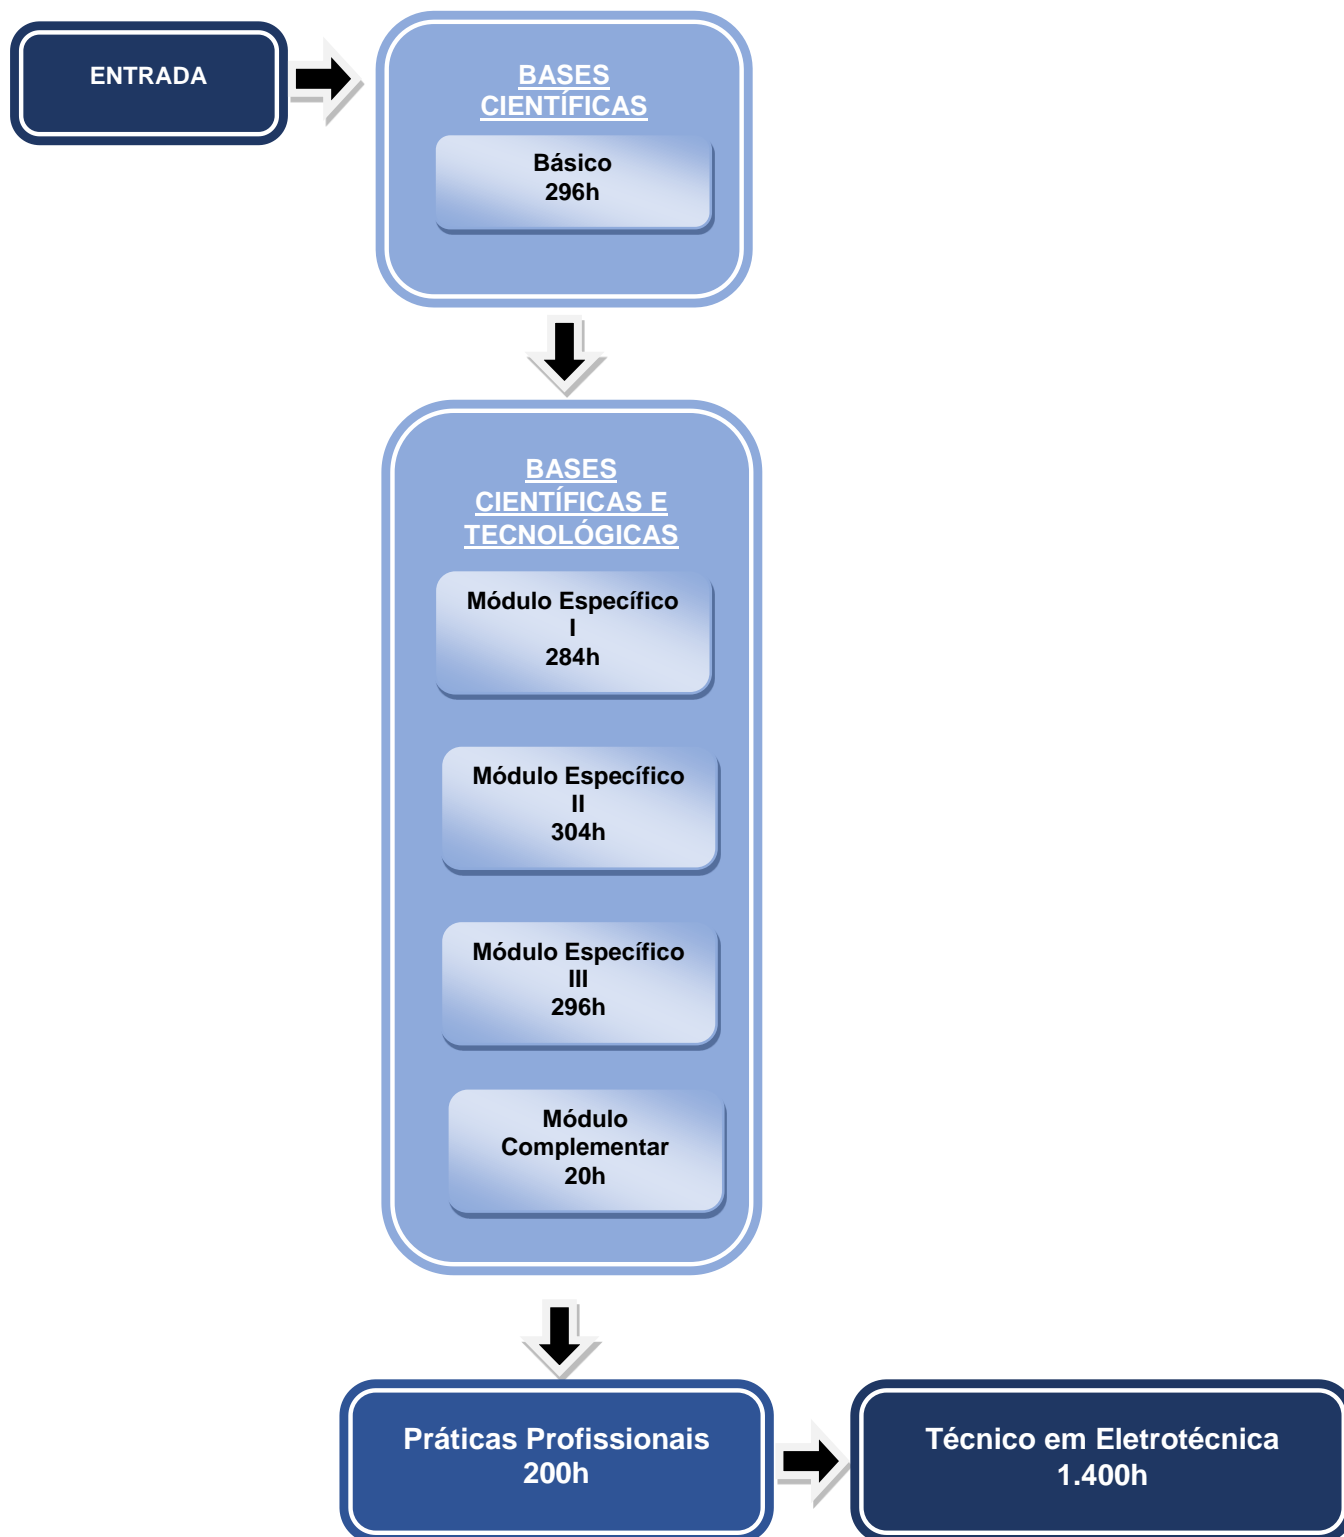 ENTRADA
BASES
CIENTÍFICAS
Básico
296h
BASES
CIENTÍFICAS E
TECNOLÓGICAS
Módulo Específico
I
284h
Módulo Específico
II
304h
Módulo Específico
III
296h
Módulo
Complementar
20h
Práticas Profissionais
200h
Técnico em Eletrotécnica
1.400h